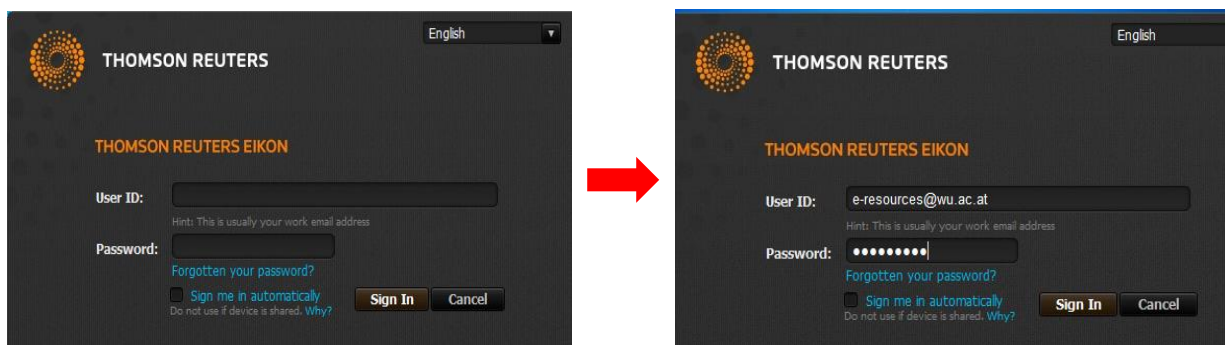 English
THOMSON REUTERS
THOMSON REUTERS EIKON
User ID:
Hint: This is usually your work email address
Password:
Forgotten your password?
Sign me in automatically
Do not use if device is shared. Why?
Sign In
Cancel
English
THOMSON REUTERS
THOMSON REUTERS EIKON
User ID: e-resources@wu.ac.at
Hint: This is usually your work email address
Password: •••••••••
Forgotten your password?
Sign me in automatically
Do not use if device is shared. Why?
Sign In
Cancel